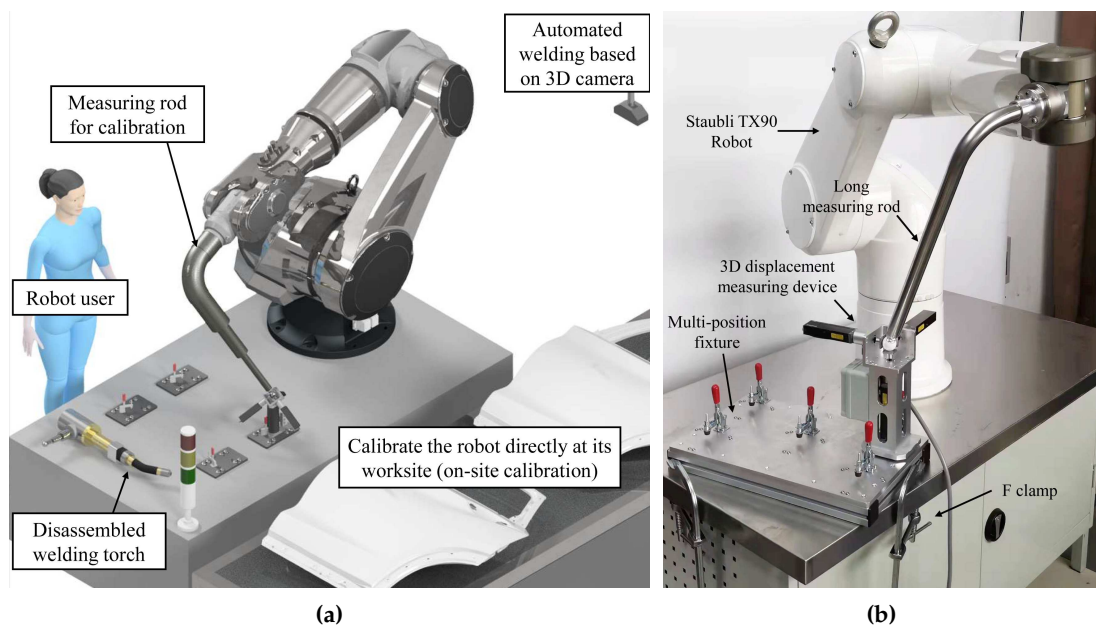 Automated
welding based
on 3D camera
Measuring rod
for calibration
Robot user
Calibrate the robot directly at its
worksite (on-site calibration)
Disassembled
welding torch
(a)
Staubli TX90
Robot
Long
measuring rod
3D displacement
measuring device
Multi-position
fixture
F clamp
(b)